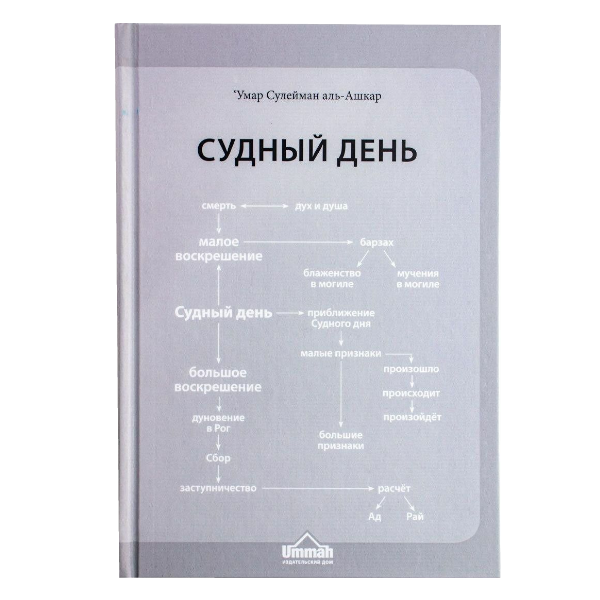 ‘Умар Сулейман аль-Ашкар
СУДНЫЙ ДЕНЬ
смерть
дух и душа
малое
воскрешение
барзах
блаженство
в могиле
мучения
в могиле
Судный день
приближение
Судного дня
малые признаки
произошло
происходит
произойдёт
большие
признаки
большое
воскрешение
дуновение
в Рог
Сбор
заступничество
расчёт
Ад
Рай
Ummah
ИЗДАТЕЛЬСКИЙ ДОМ